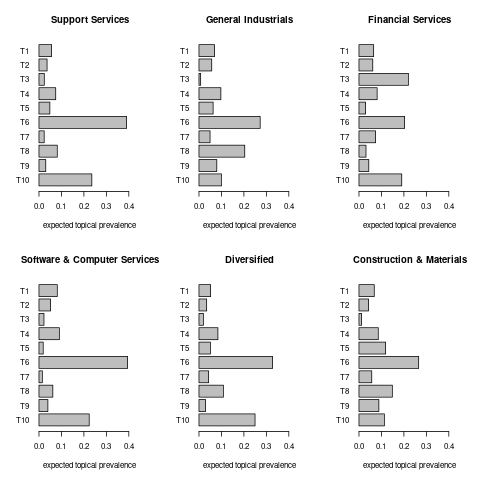 Support Services
T1
T2
T3
T4
T5
T6
T7
T8
T9
T10
0.0 0.1 0.2 0.3 0.4
expected topical prevalence
General Industrials
T1
T2
T3
T4
T5
T6
T7
T8
T9
T10
0.0 0.1 0.2 0.3 0.4
expected topical prevalence
Financial Services
T1
T2
T3
T4
T5
T6
T7
T8
T9
T10
0.0 0.1 0.2 0.3 0.4
expected topical prevalence
Software & Computer Services
T1
T2
T3
T4
T5
T6
T7
T8
T9
T10
0.0 0.1 0.2 0.3 0.4
expected topical prevalence
Diversified
T1
T2
T3
T4
T5
T6
T7
T8
T9
T10
0.0 0.1 0.2 0.3 0.4
expected topical prevalence
Construction & Materials
T1
T2
T3
T4
T5
T6
T7
T8
T9
T10
0.0 0.1 0.2 0.3 0.4
expected topical prevalence